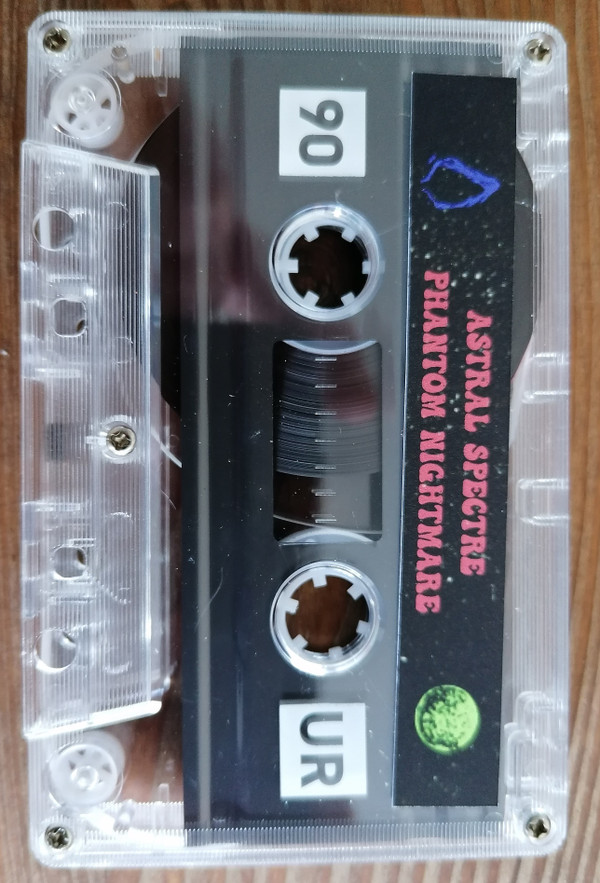 ASTRAL SPECTRE
PHANTOM NIGHTMARE
90
UR